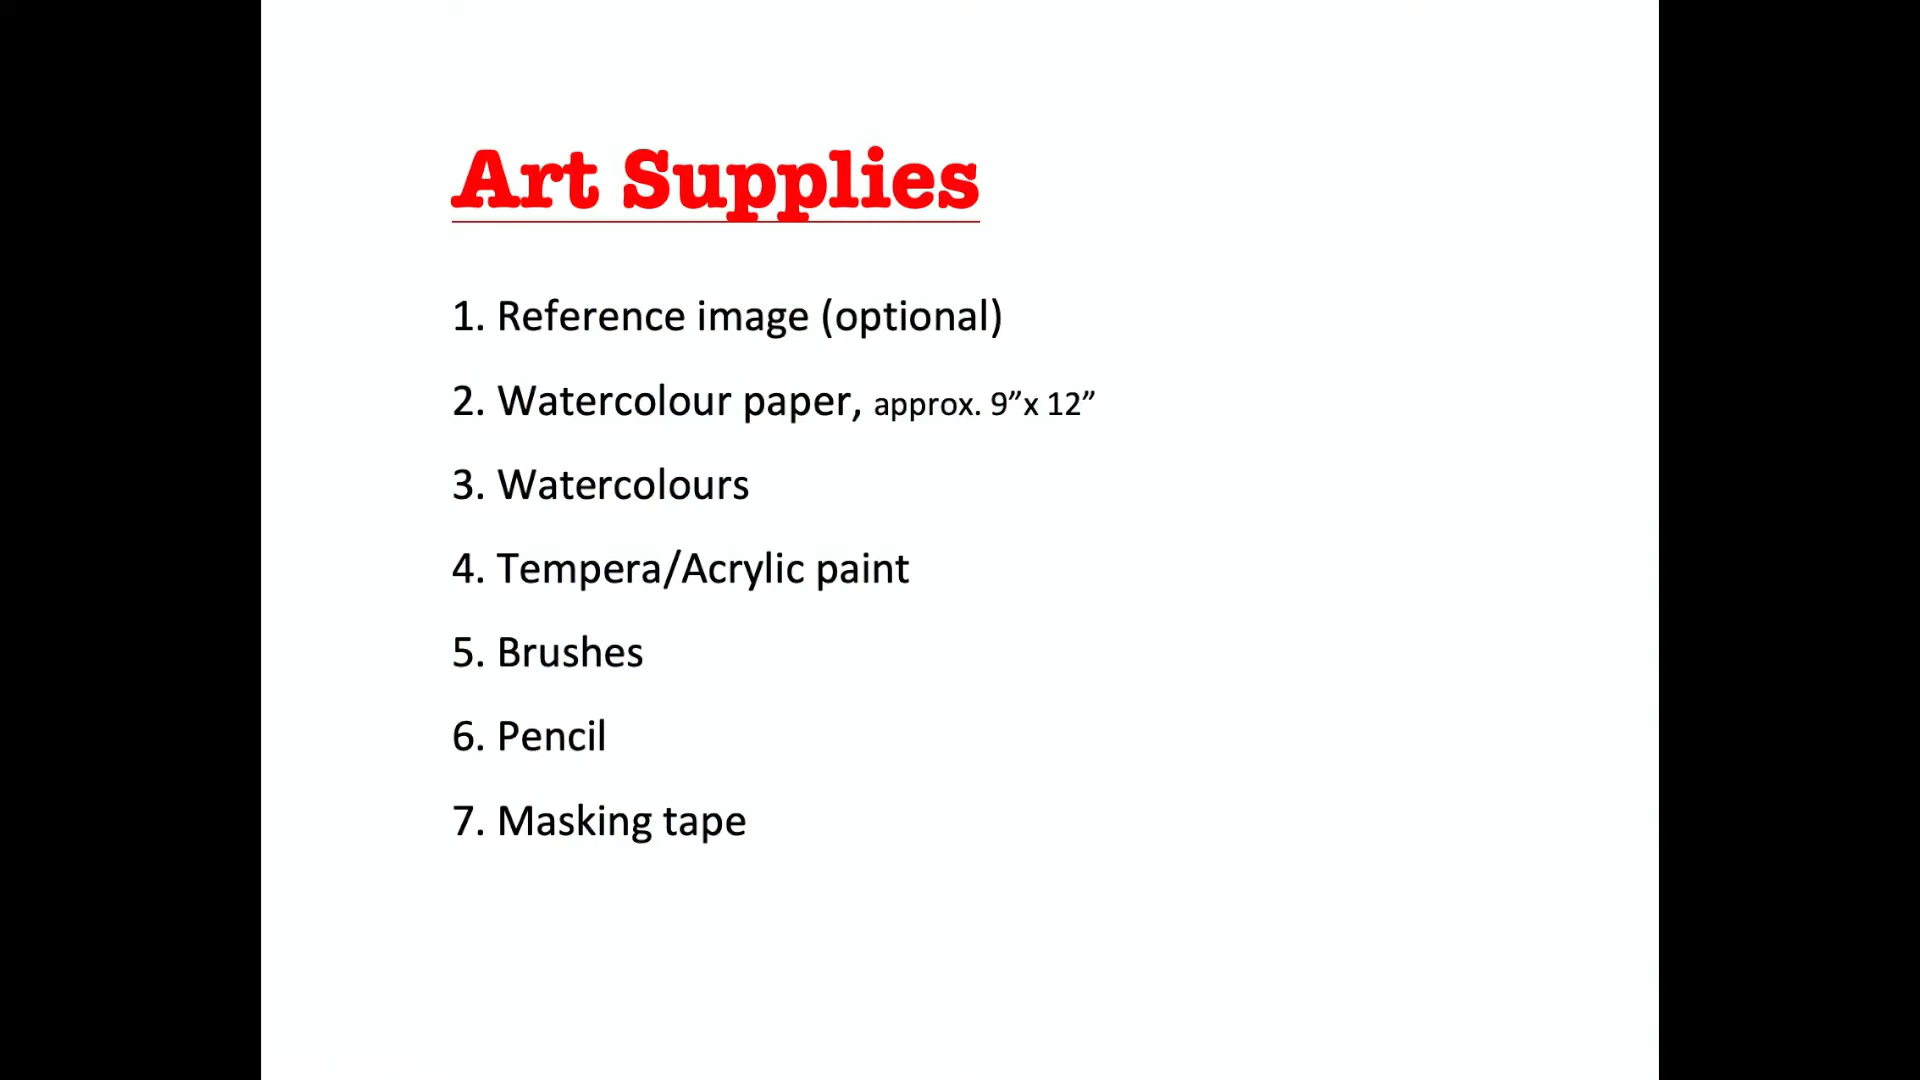 Art Supplies
1. Reference image (optional)
2. Watercolour paper, approx. 9”x 12”
3. Watercolours
4. Tempera/Acrylic paint
5. Brushes
6. Pencil
7. Masking tape